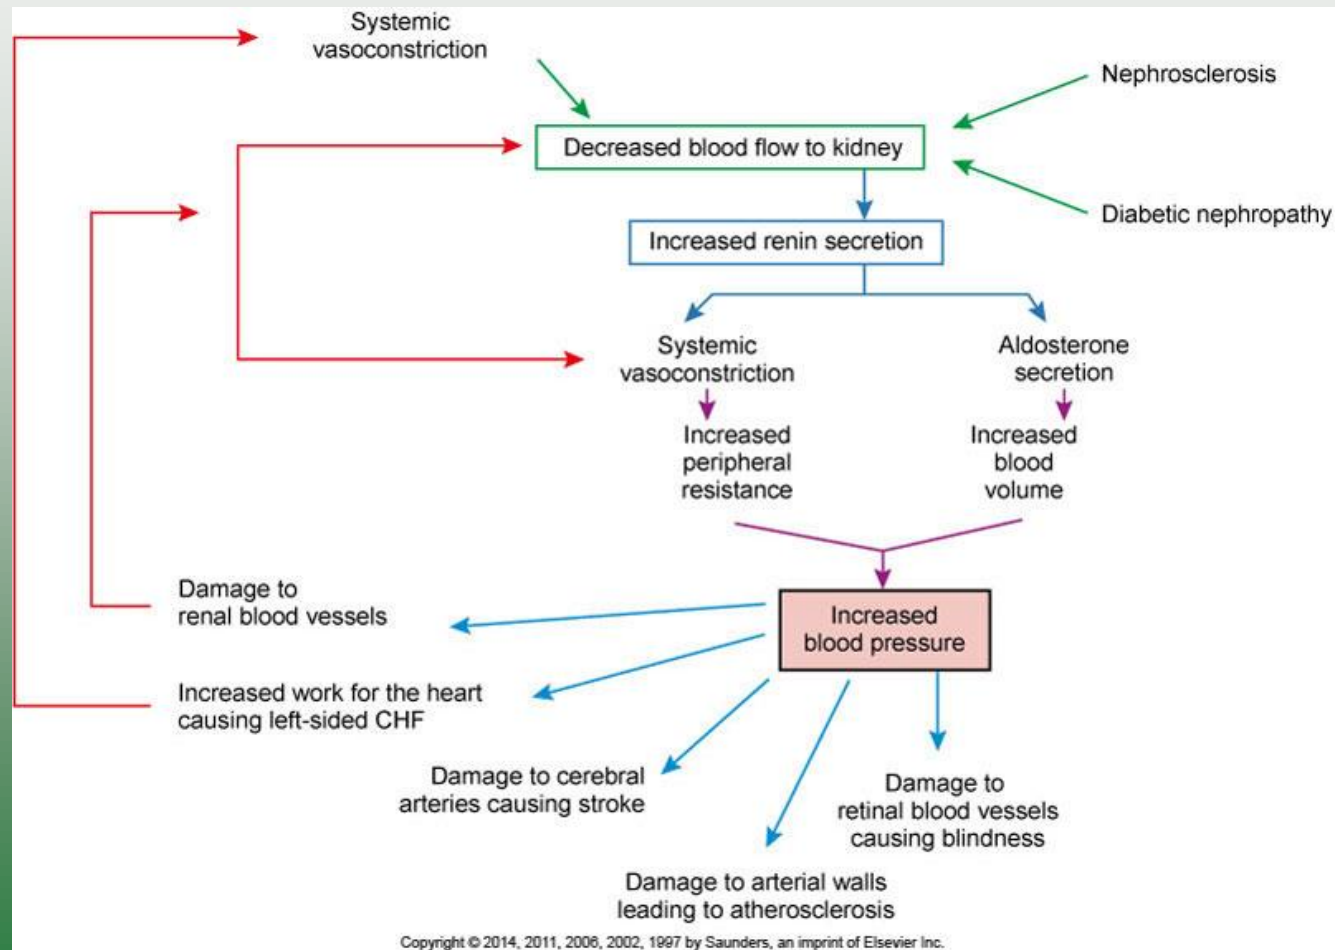 Systemic
vasoconstriction
Nephrosclerosis
Decreased blood flow to kidney
Diabetic nephropathy
Increased renin secretion
Systemic
vasoconstriction
Aldosterone
secretion
Increased
peripheral
resistance
Increased
blood
volume
Damage to
renal blood vessels
Increased
blood pressure
Increased work for the heart
causing left-sided CHF
Damage to cerebral
arteries causing stroke
Damage to
retinal blood vessels
causing blindness
Damage to arterial walls
leading to atherosclerosis
Copyright © 2014, 2011, 2006, 2002, 1997 by Saunders, an imprint of Elsevier Inc.